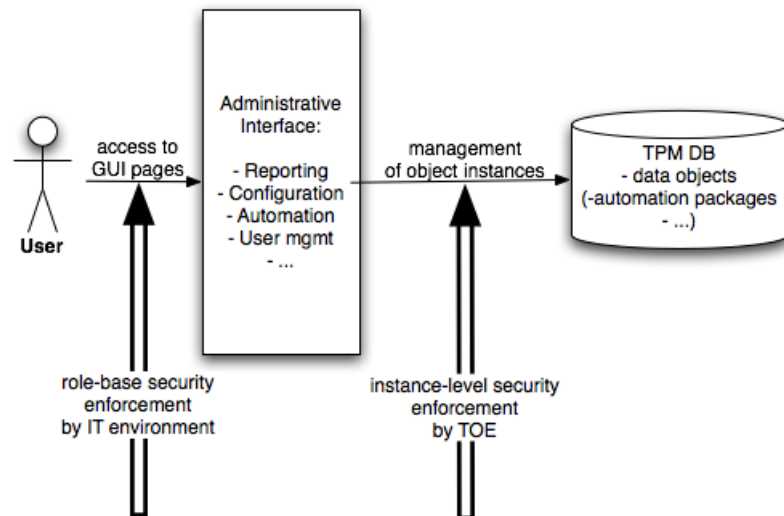 User
access to
GUI pages
Administrative
Interface:
- Reporting
- Configuration
- Automation
- User mgmt
- ...
management
of object instances
TPM DB
- data objects
(-automation packages
- ...)
role-base security
enforcement
by IT environment
instance-level security
enforcement
by TOE